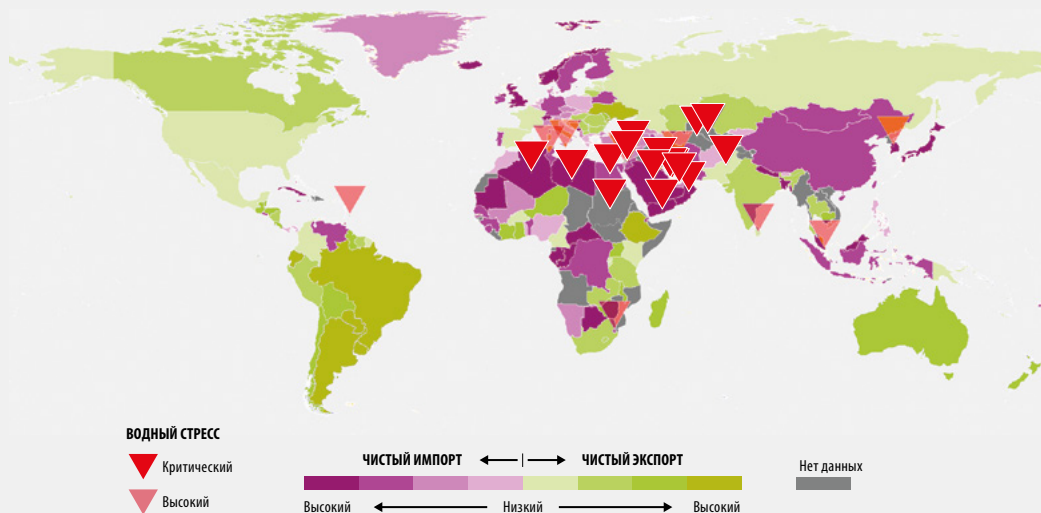 ВОДНЫЙ СТРЕСС
Критический
Высокий
ЧИСТЫЙ ИМПОРТ ЧИСТЫЙ ЭКСПОРТ
Высокий Низкий Высокий
Нет данных